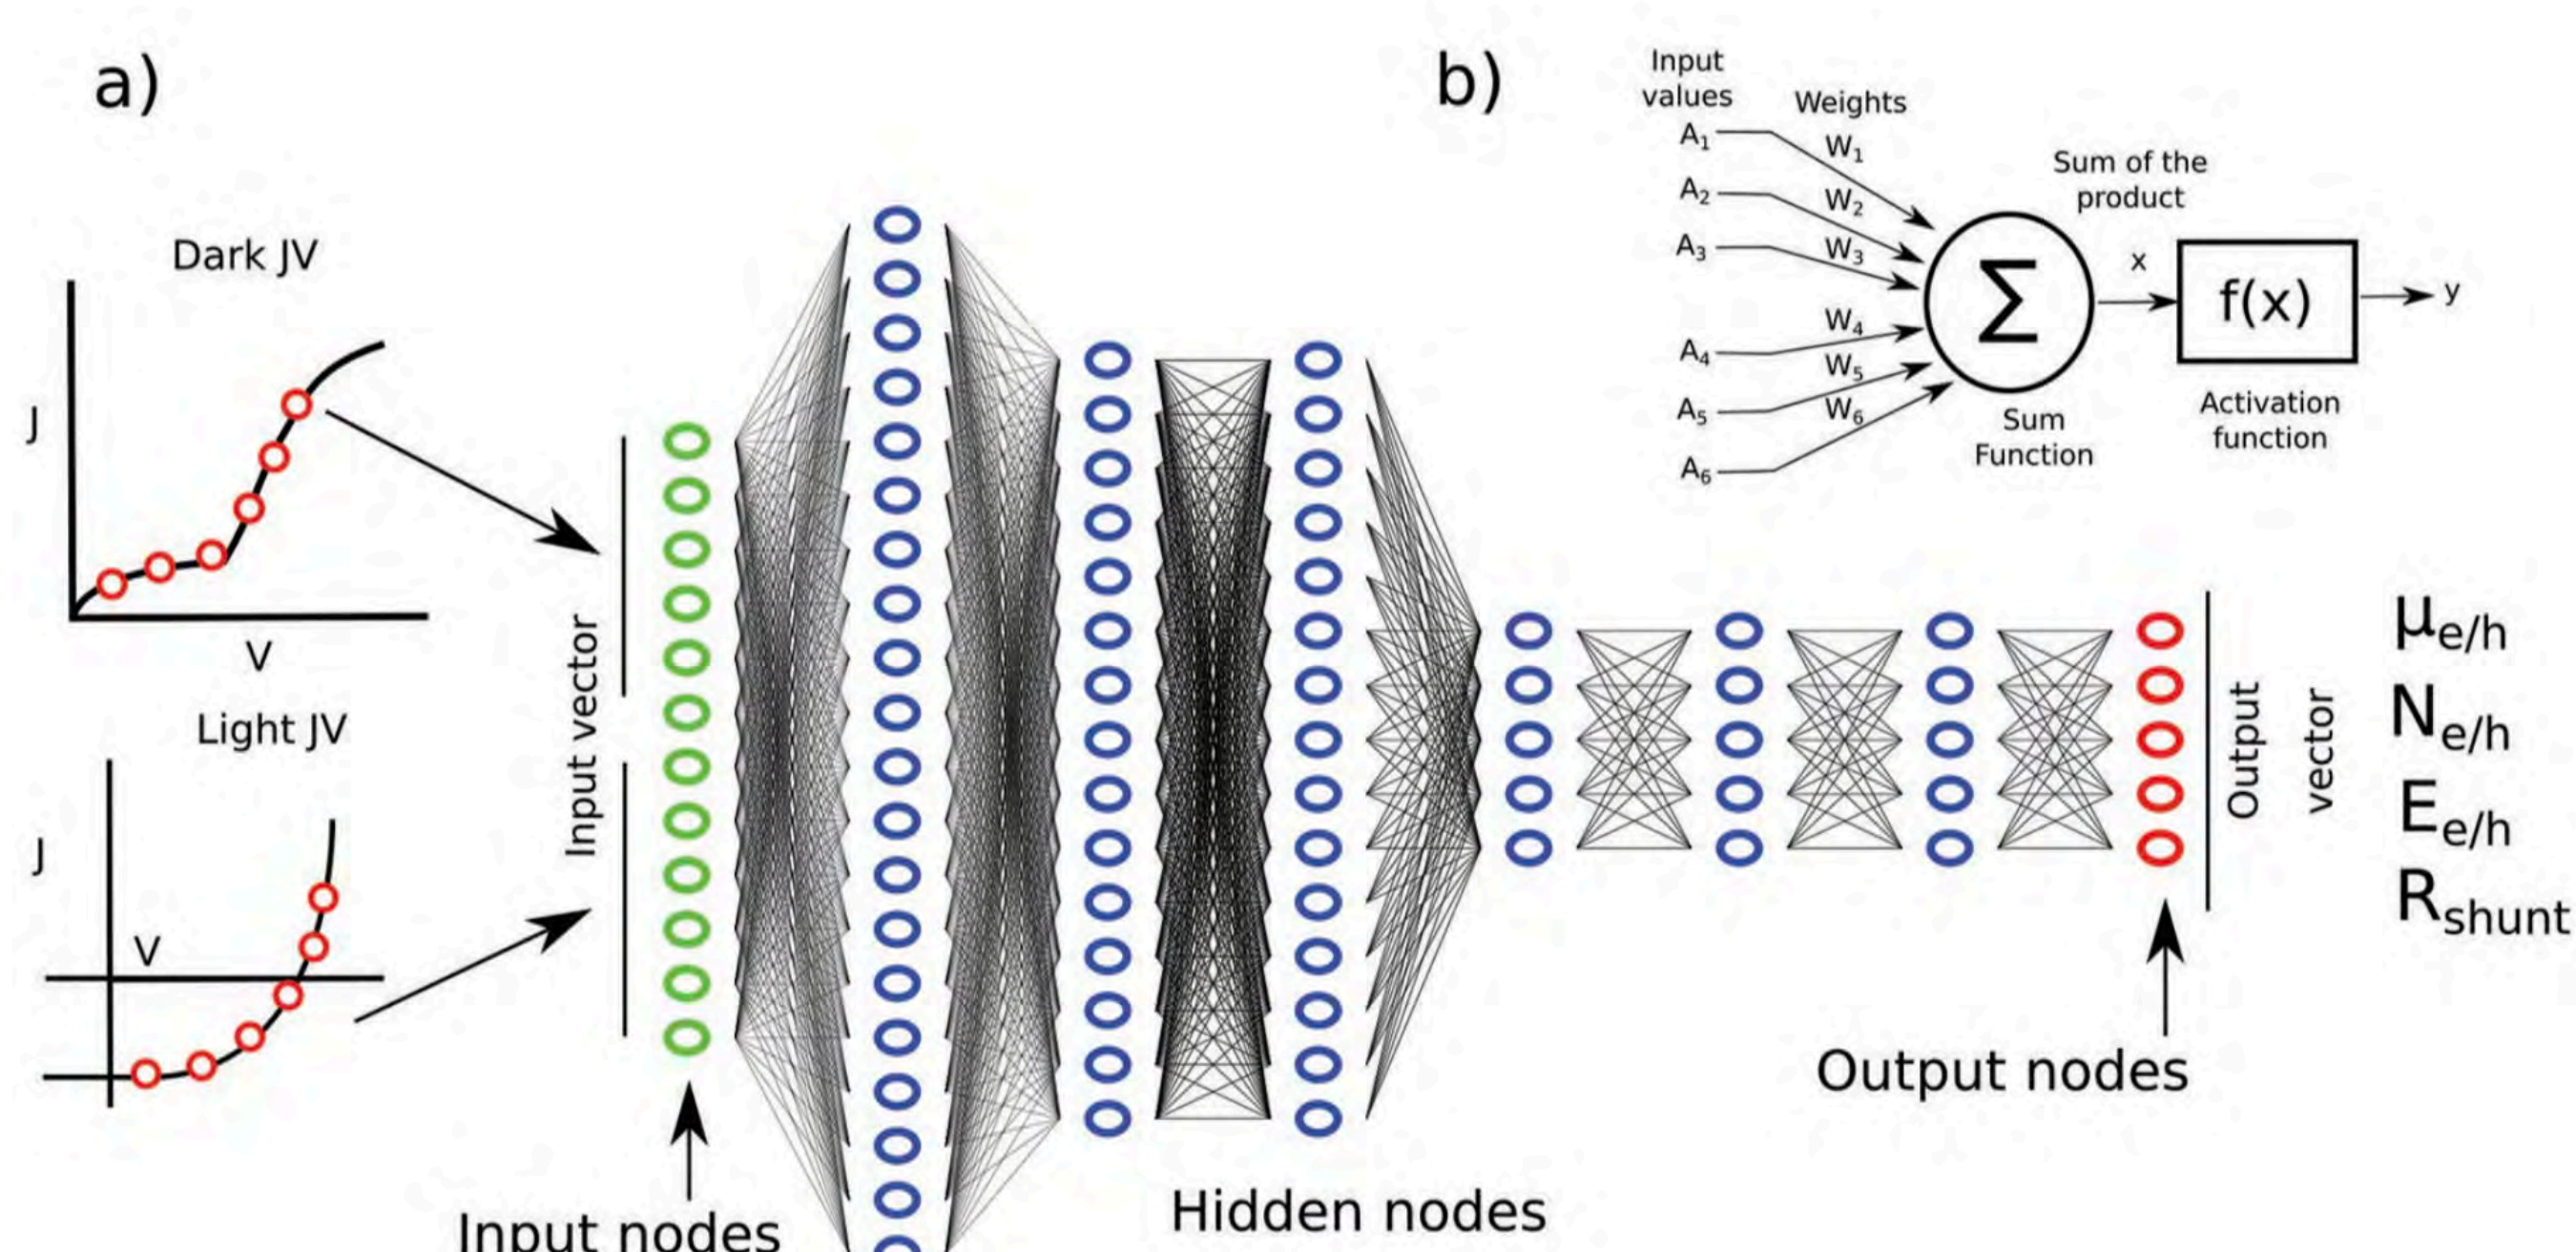 a)
Dark JV
J
V
Light JV
J
V
Input vector
Input nodes
Hidden nodes
Output nodes
Output
vector
μe/h
Ne/h
Ee/h
Rshunt
b)
Input
values
Weights
A1
W1
A2
W2
A3
W3
A4
W4
A5
W5
A6
W6
Σ
Sum
Function
Sum of the
product
x
f(x)
Activation
function
y